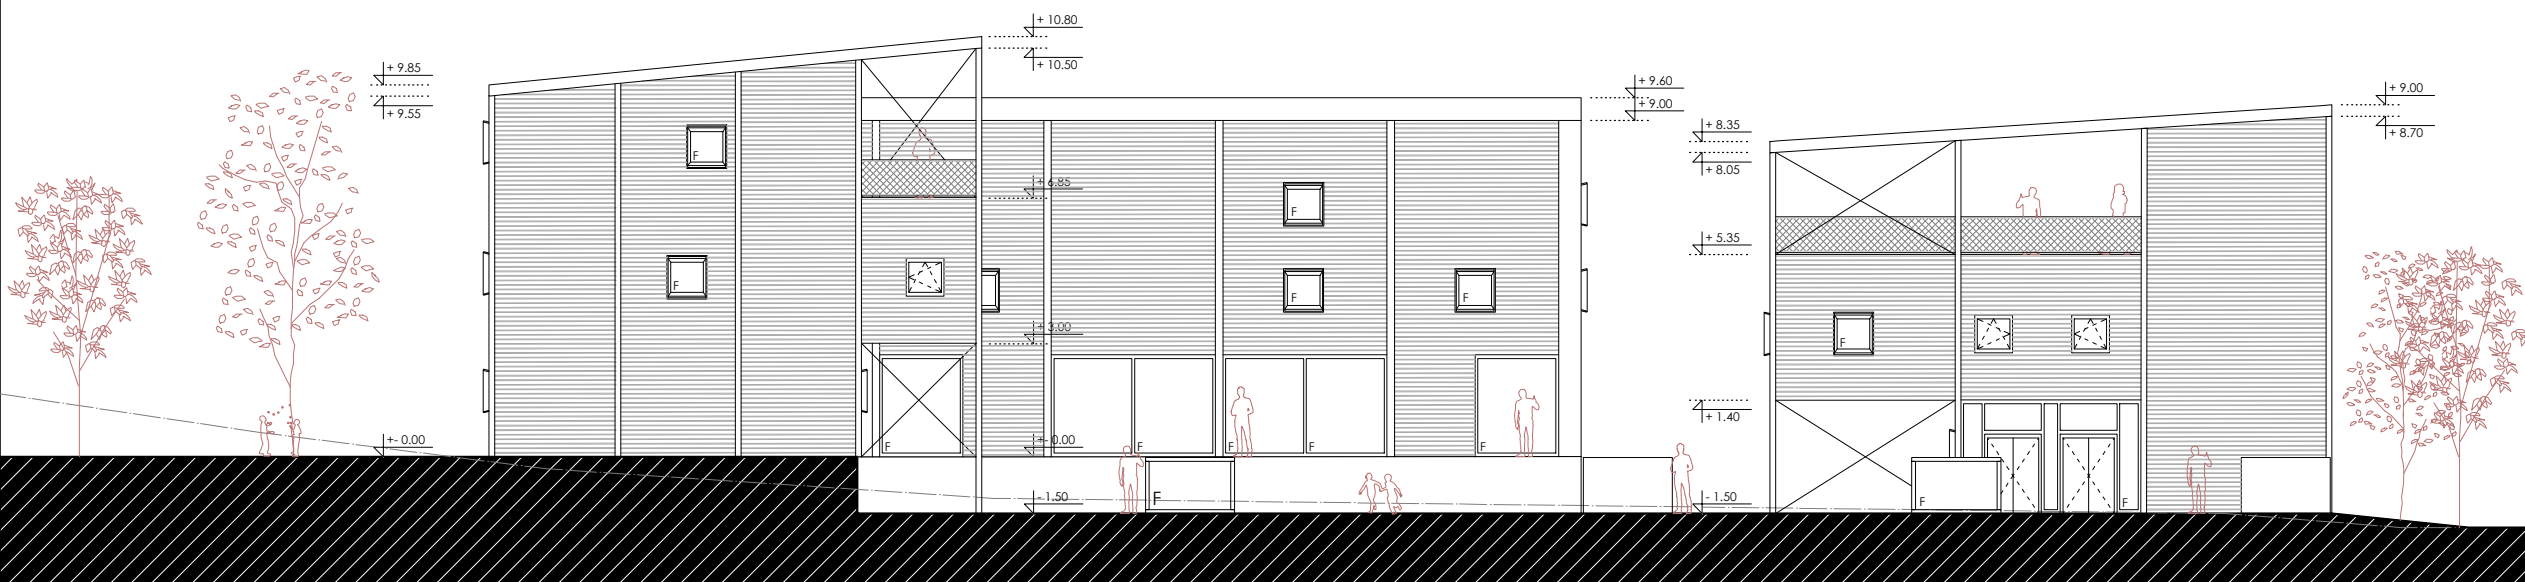 + 10.80
+ 10.50
+ 9.85
+ 9.55
+ 9.60
+ 9.00
+ 9.00
+ 8.70
+ 8.35
+ 8.05
F
+ 6.85
F
+ 5.35
F
F
F
+ 3.00
+ 1.40
+- 0.00
F
+- 0.00
F
F
F
F
- 1.50
F
- 1.50
F
F